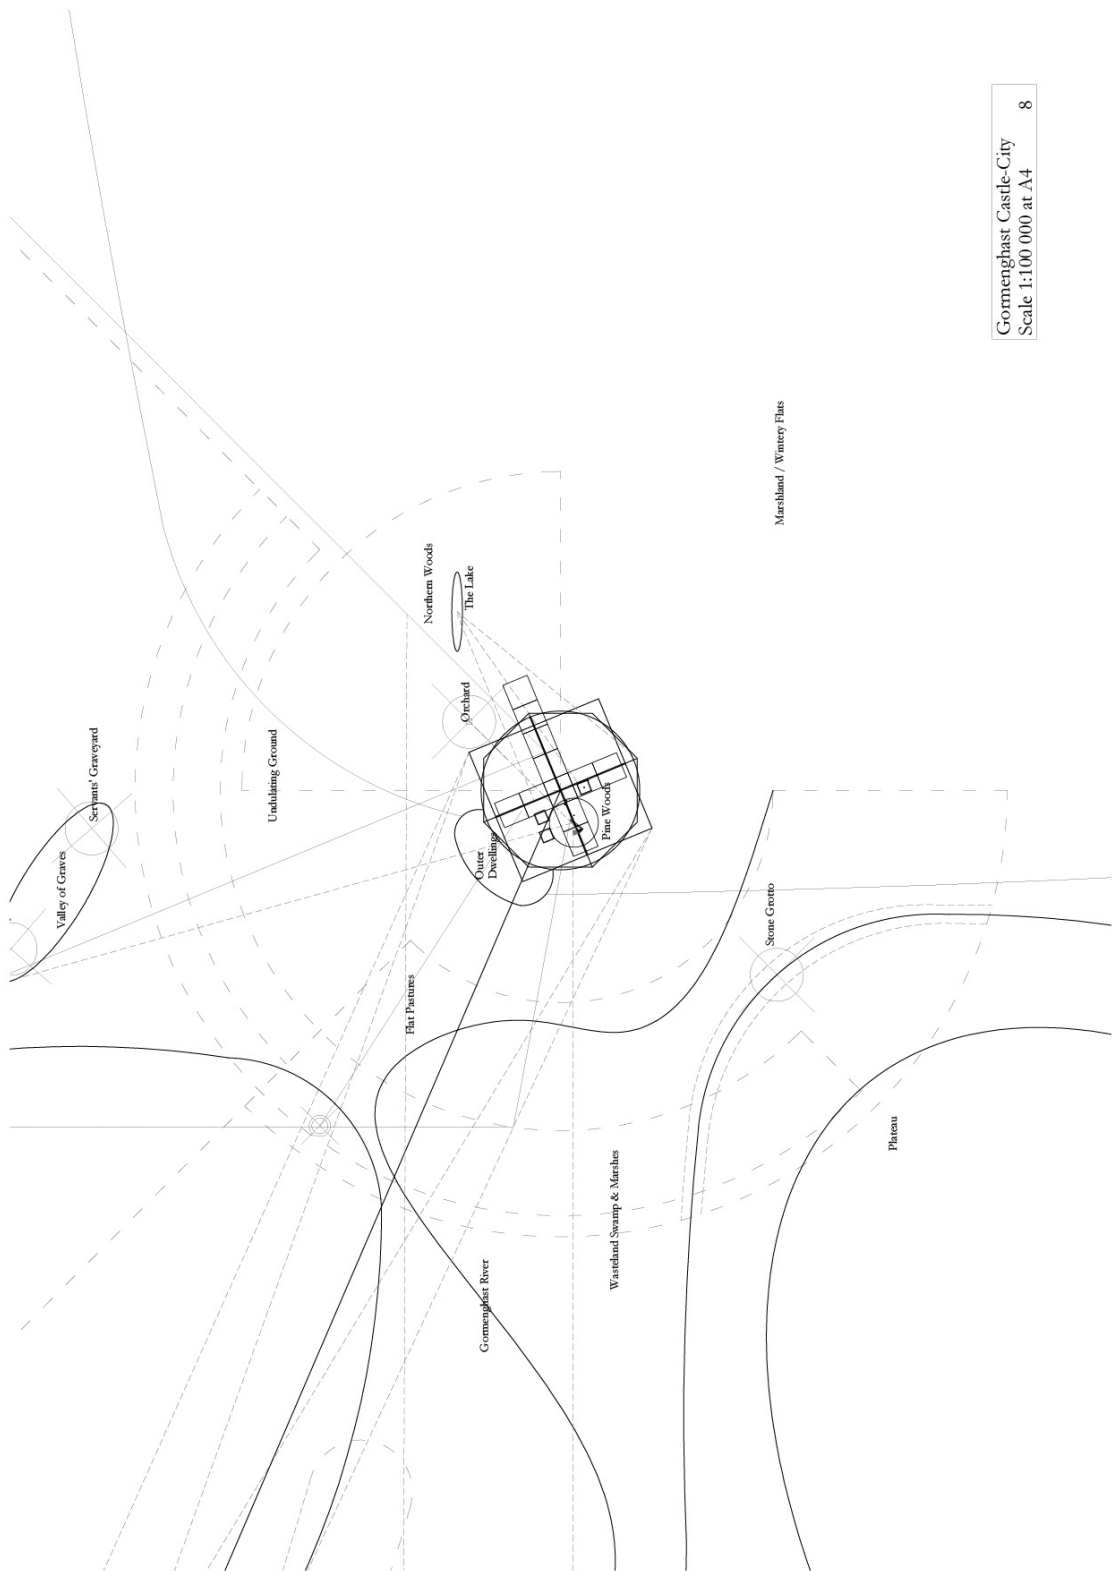 Gormenghast Castle-City
Scale 1:100 000 at A4 8
Servants' Graveyard
Valley of Graves
Undulating Ground
Northern Woods
The Lake
Orchard
Outer
Dwellings
Pine Woods
Flat Pastures
Marshland / Wintery Flats
Stone Grotto
Gormenghast River
Wasteland Swamp & Marshes
Plateau